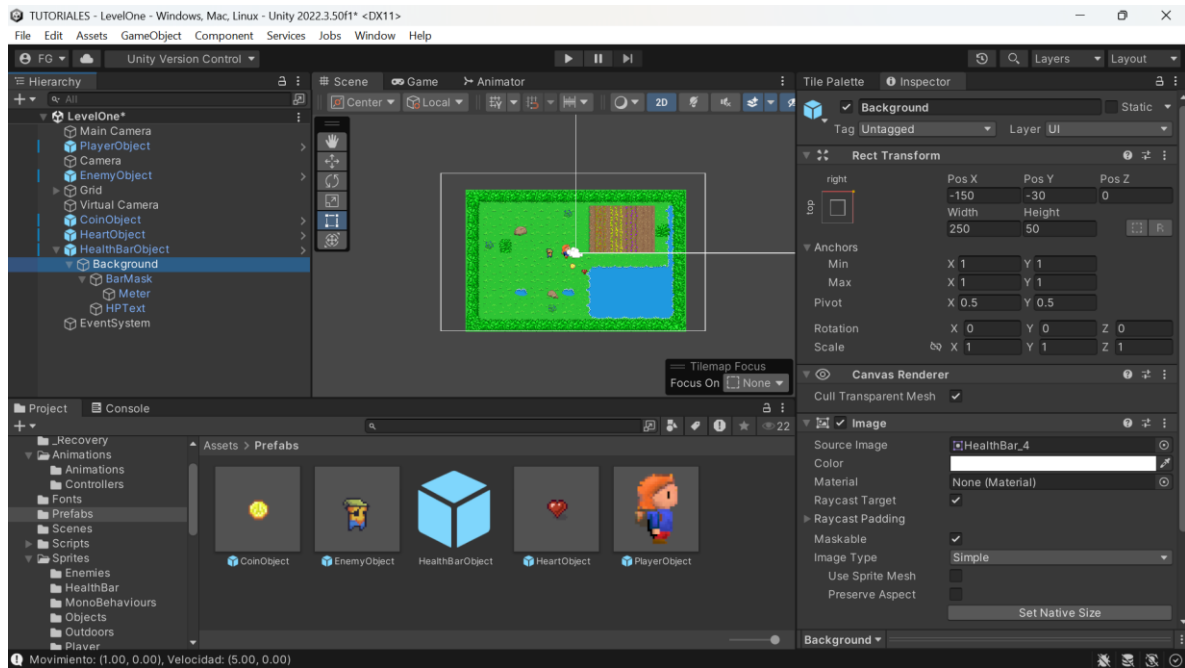 TUTORIALES - LevelOne - Windows, Mac, Linux - Unity 2022.3.50f1* <DX11>
File Edit Assets GameObject Component Services Jobs Window Help
FG Unity Version Control Layers Layout
Hierarchy
All
LevelOne*
Main Camera
PlayerObject
Camera
EnemyObject
Grid
Virtual Camera
CoinObject
HeartObject
HealthBarObject
Background
BarMask
Meter
HPText
EventSystem
Scene Game Animator
Center Local 2D
Tilemap Focus
Focus On None
Tile Palette Inspector
Background Static
Tag Untagged Layer UI
Rect Transform
right Pos X Pos Y Pos Z
top -150 -30 0
Width Height
250 50 R
Anchors
Min X 1 Y 1
Max X 1 Y 1
Pivot X 0.5 Y 0.5
Rotation X 0 Y 0 Z 0
Scale X 1 Y 1 Z 1
Canvas Renderer
Cull Transparent Mesh
Image
Source Image HealthBar_4
Color
Material None (Material)
Raycast Target
Raycast Padding
Maskable
Image Type Simple
Use Sprite Mesh
Preserve Aspect
Set Native Size
Background
Project Console
22
_Recovery
Animations
Animations
Controllers
Fonts
Prefabs
Scenes
Scripts
Sprites
Enemies
HealthBar
MonoBehaviours
Objects
Outdoors
Player
Assets > Prefabs
CoinObject EnemyObject HealthBarObject HeartObject PlayerObject
Movimiento: (1.00, 0.00), Velocidad: (5.00, 0.00)